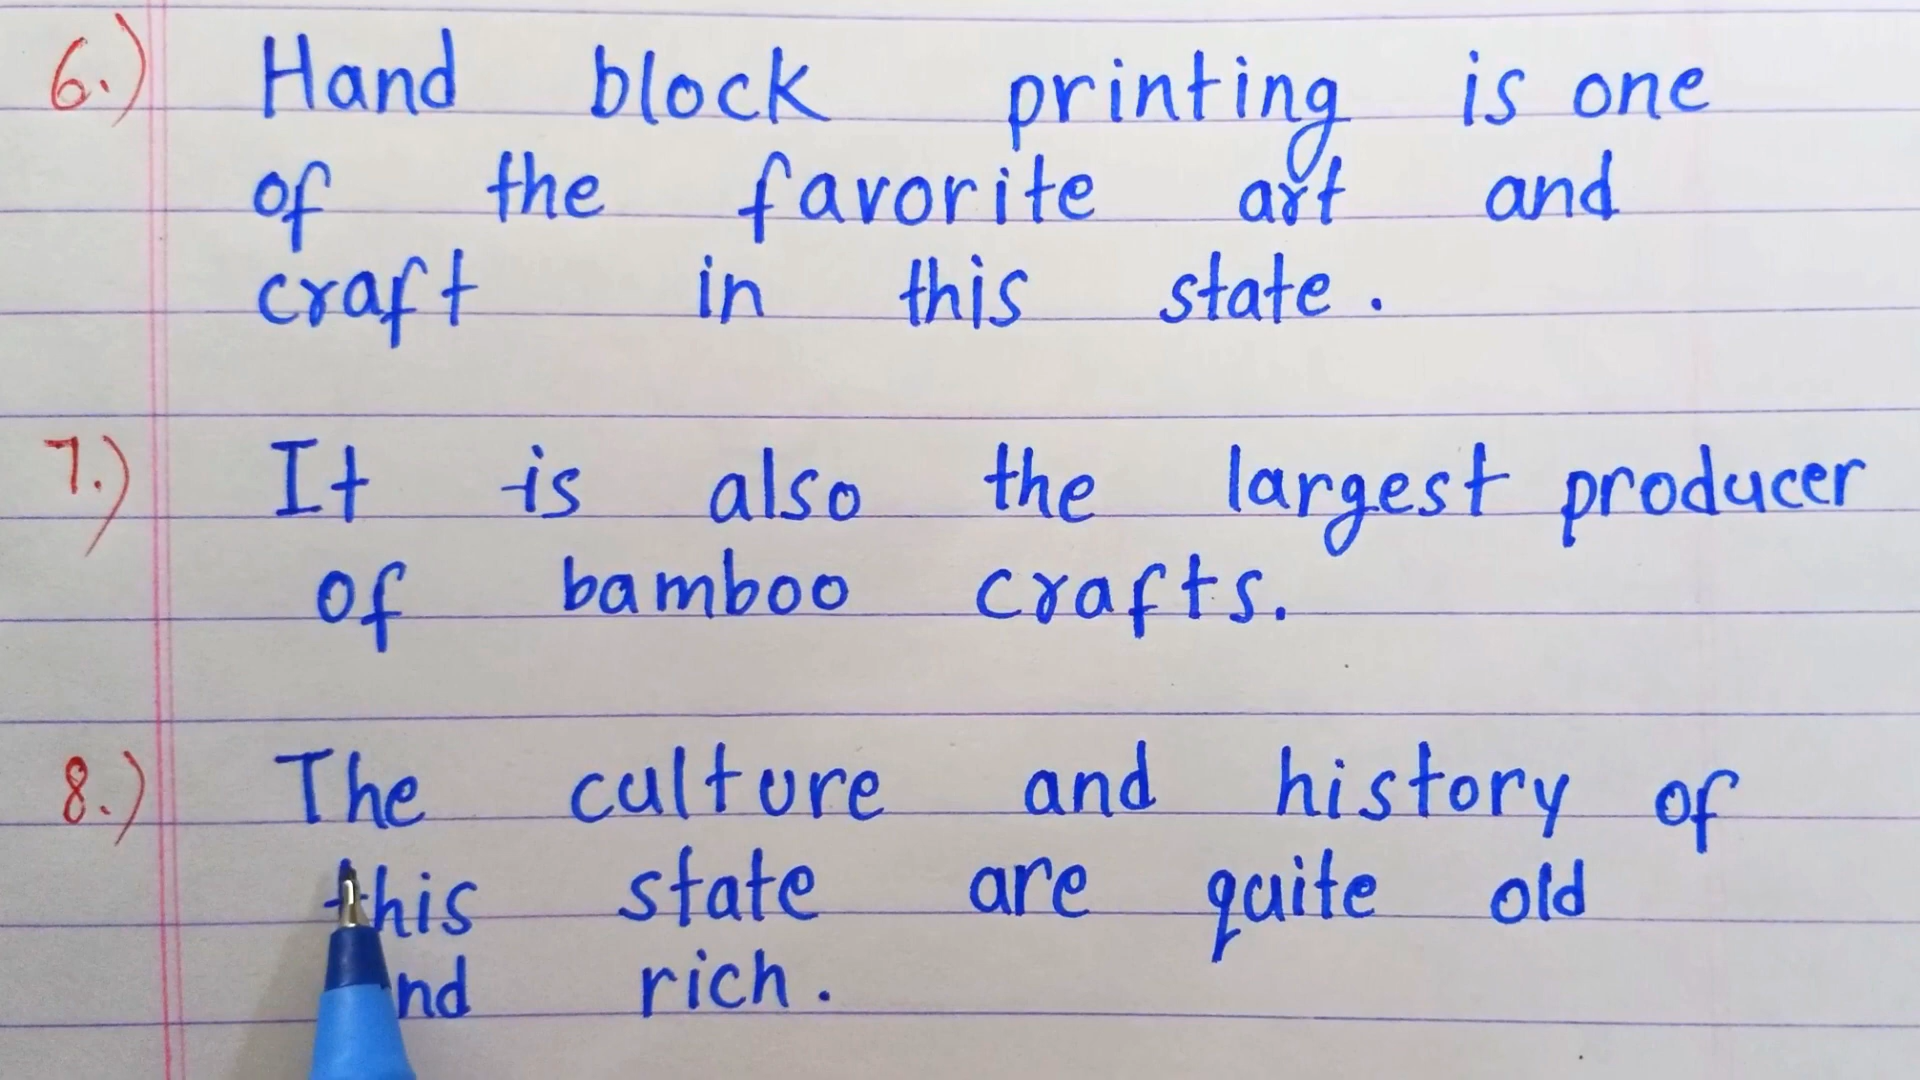 6.) Hand block printing is one
of the favorite art and
craft in this state.
7.) It is also the largest producer
of bamboo crafts.
8.) The culture and history of
this state are quite old
nd rich.